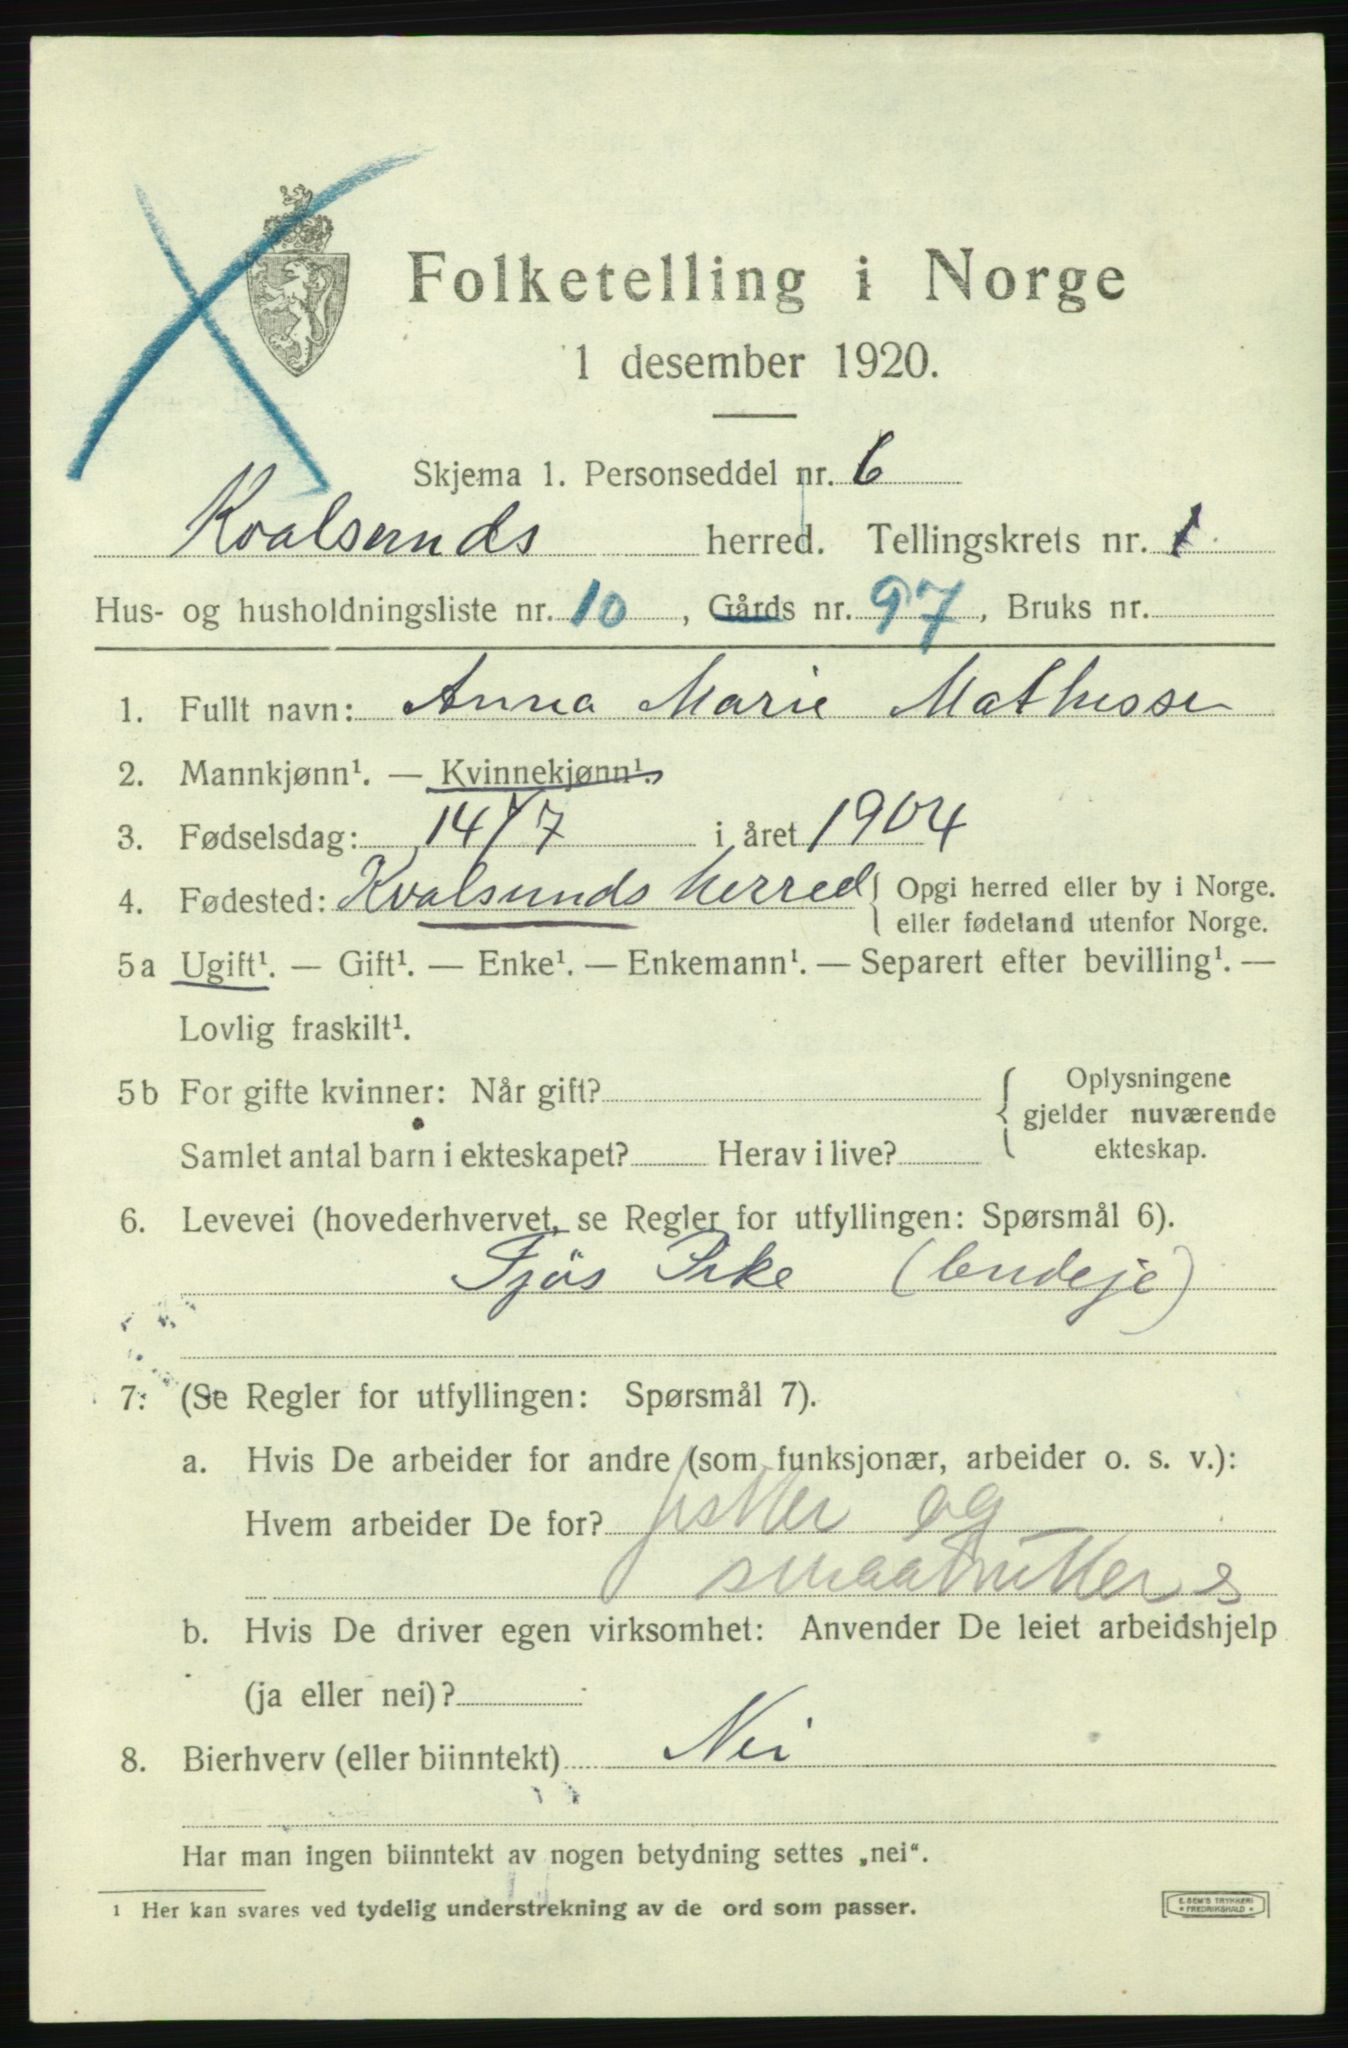 Folketelling i Norge
1 desember 1920.
Skjema 1. Personseddel nr. 6
Kvalsunds herred. Tellingskrets nr. 1
Hus- og husholdningsliste nr. 10, Gårds nr. 97, Bruks nr.
1. Fullt navn: Anna Marie Mathissen
2. Mannkjønn¹. — Kvinnekjønn¹.
3. Fødselsdag: 14/7 i året 1904
4. Fødested: Kvalsunds herred { Opgi herred eller by i Norge.
eller fødeland utenfor Norge.
5a Ugift¹. — Gift¹. — Enke¹. — Enkemann¹. — Separert efter bevilling¹. —
Lovlig fraskilt¹.
5b For gifte kvinner: Når gift?
Samlet antal barn i ekteskapet? Herav i live?
{ Oplysningene
gjelder nuværende
ekteskap.
6. Levevei (hovederhvervet, se Regler for utfyllingen: Spørsmål 6).
Fjøs Pike (budeje)
7. (Se Regler for utfyllingen: Spørsmål 7).
a. Hvis De arbeider for andre (som funksjonær, arbeider o. s. v.):
Hvem arbeider De for? fisker og
smaabruker s
b. Hvis De driver egen virksomhet: Anvender De leiet arbeidshjelp
(ja eller nei)?
8. Bierhverv (eller biinntekt) Nei
Har man ingen biinntekt av nogen betydning settes „nei“.
1 Her kan svares ved tydelig understrekning av de ord som passer.
E. SEM'S TRYKKERI
* FREDRIKSHALD *